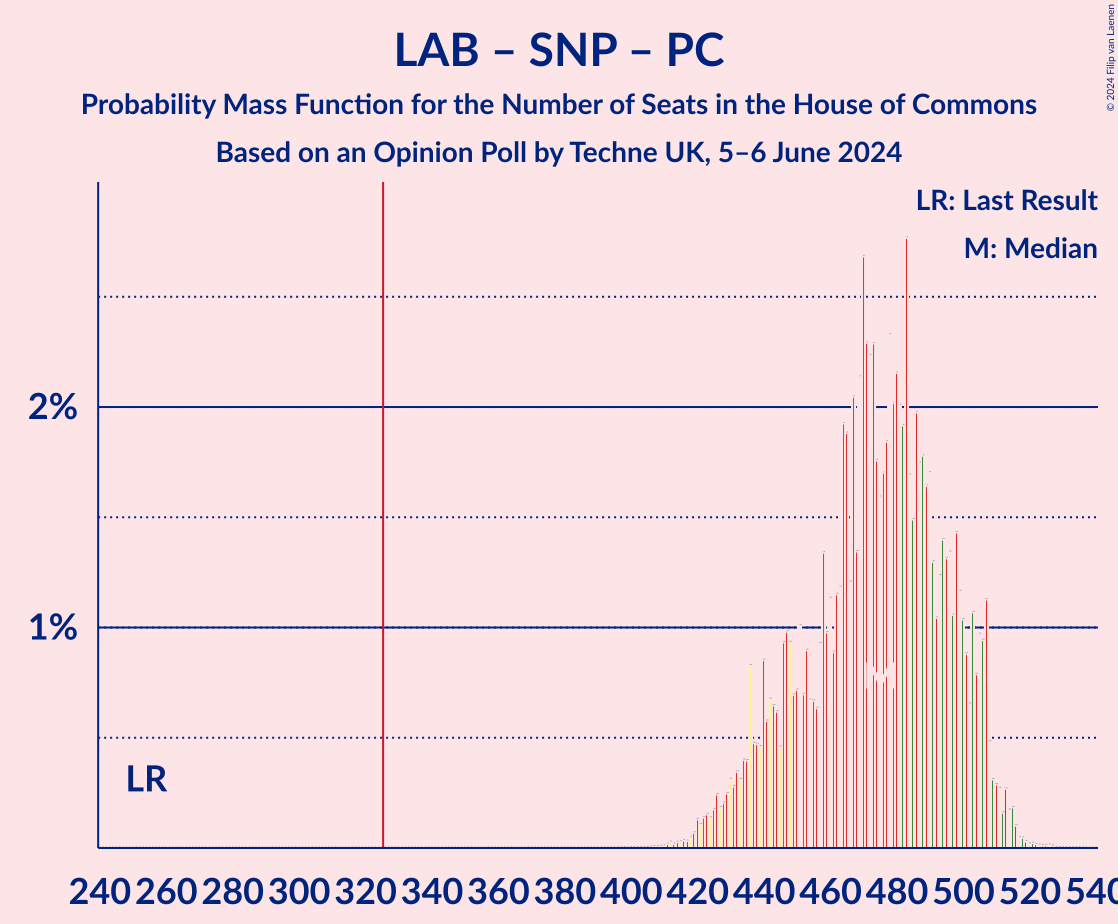 LAB – SNP – PC
Probability Mass Function for the Number of Seats in the House of Commons
Based on an Opinion Poll by Techne UK, 5–6 June 2024
© 2024 Filip van Laenen
LR: Last Result
M: Median
2%
1%
LR
M
240 260 280 300 320 340 360 380 400 420 440 460 480 500 520 540